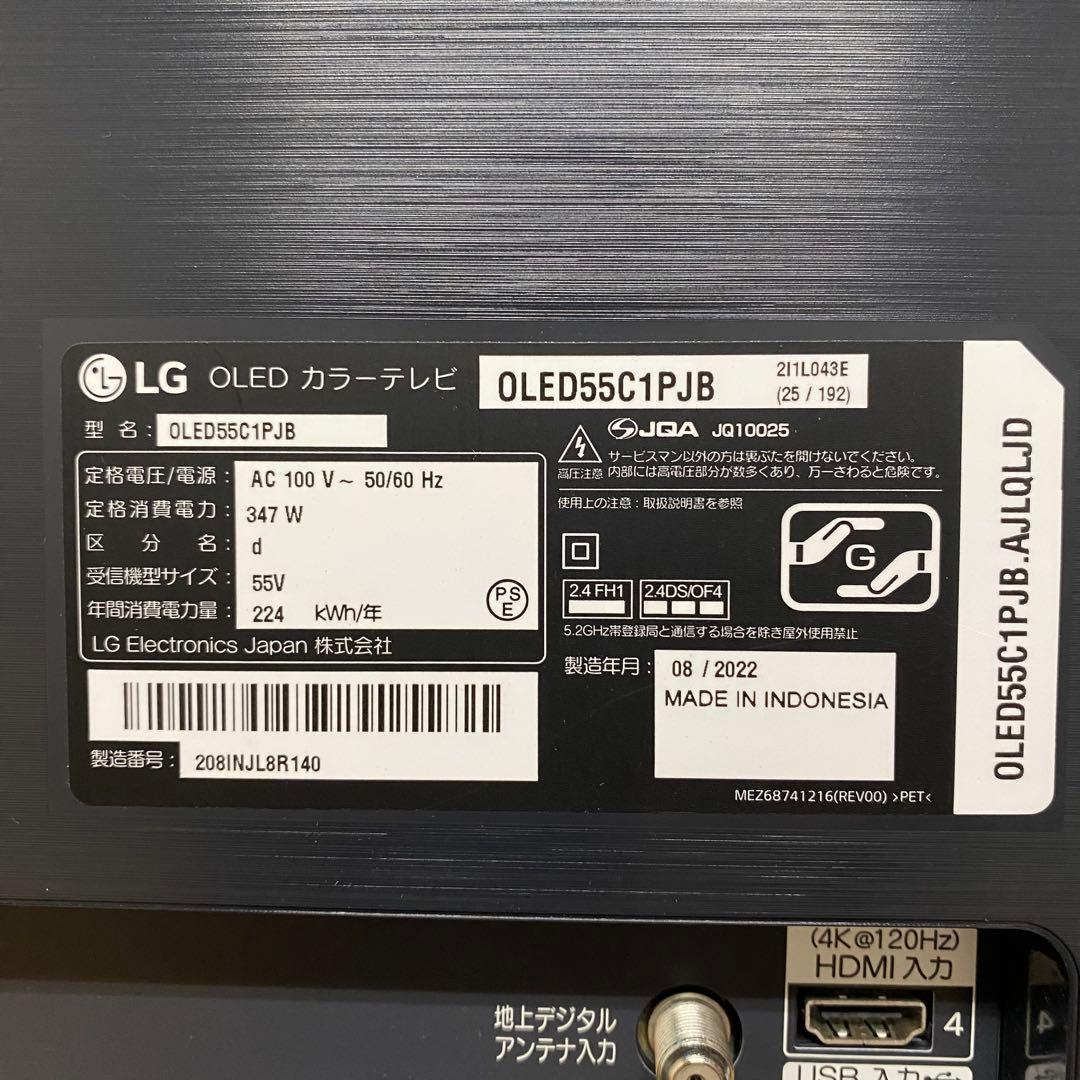 LG OLED カラーテレビ
OLED55C1PJB
2I1L043E
(25 / 192)
型 名: OLED55C1PJB
定格電圧/電源: AC 100 V~ 50/60 Hz
定格消費電力: 347 W
区 分 名: d
受信機型サイズ: 55V
年間消費電力量: 224 kWh/年
PS
E
LG Electronics Japan 株式会社
製造番号: 208INJL8R140
高圧注意
JQA JQ10025
サービスマン以外の方は裏ぶたを開けないでください。
内部には高電圧部分が数多くあり、万一さわると危険です。
使用上の注意:取扱説明書を参照
G
2.4 FH1
2.4DS/OF4
5.2GHz帯登録局と通信する場合を除き屋外使用禁止
製造年月: 08 / 2022
MADE IN INDONESIA
MEZ68741216(REV00) >PET<
OLED55C1PJB.AJLQLJD
(4K@120Hz)
HDMI 入力
4
地上デジタル
アンテナ入力
USB 入力
4